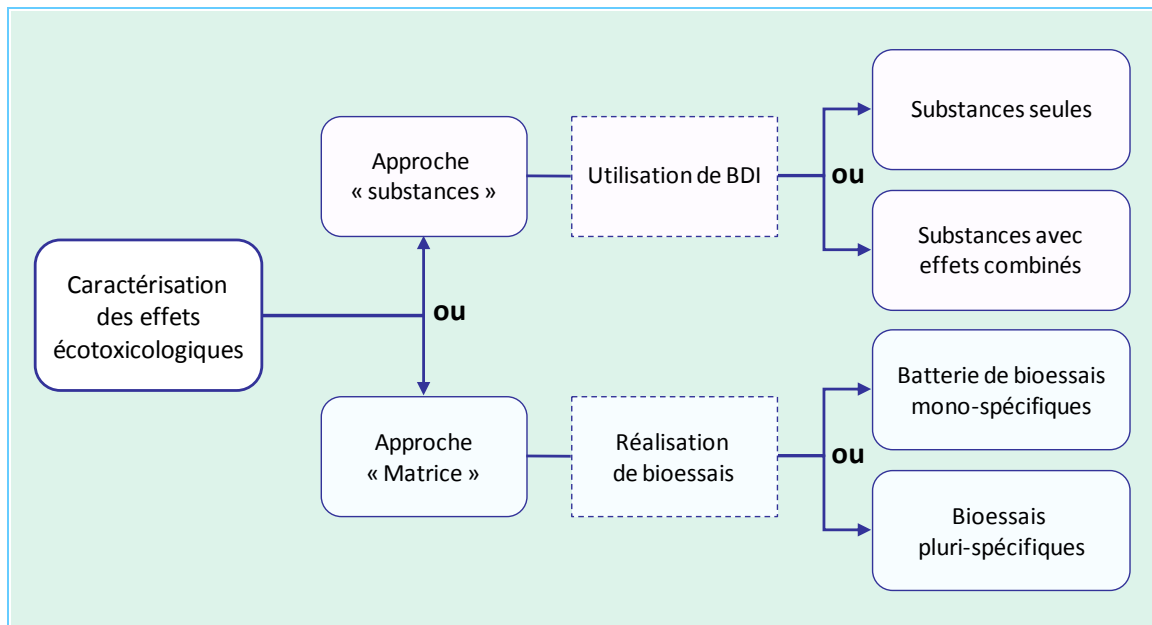 Caractérisation
des effets
écotoxicologiques
ou
Approche
« substances »
Utilisation de BDI
ou
Substances seules
Substances avec
effets combinés
Approche
« Matrice »
Réalisation
de bioessais
ou
Batterie de bioessais
mono-spécifiques
Bioessais
pluri-spécifiques